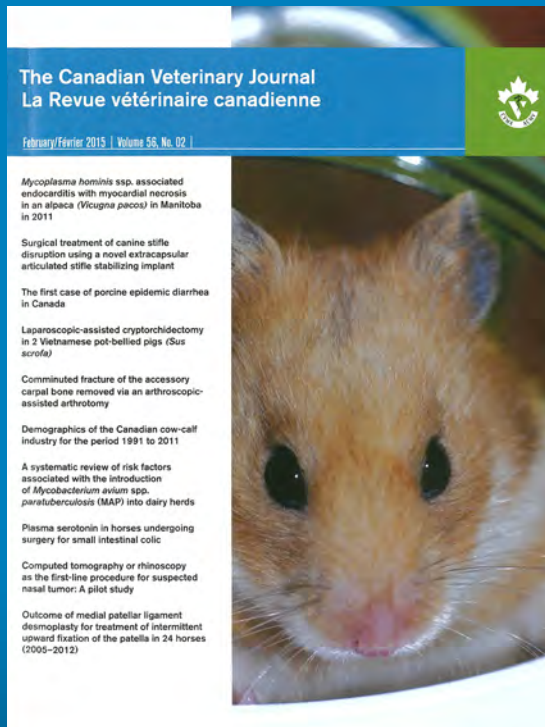 The Canadian Veterinary Journal
La Revue vétérinaire canadienne
February/Février 2015 | Volume 56, No. 02 |
Mycoplasma hominis ssp. associated
endocarditis with myocardial necrosis
in an alpaca (Vicugna pacos) in Manitoba
in 2011
Surgical treatment of canine stifle
disruption using a novel extracapsular
articulated stifle stabilizing implant
The first case of porcine epidemic diarrhea
in Canada
Laparoscopic-assisted cryptorchidectomy
in 2 Vietnamese pot-bellied pigs (Sus
scrofa)
Comminuted fracture of the accessory
carpal bone removed via an arthroscopic-
assisted arthrotomy
Demographics of the Canadian cow-calf
industry for the period 1991 to 2011
A systematic review of risk factors
associated with the introduction
of Mycobacterium avium spp.
paratuberculosis (MAP) into dairy herds
Plasma serotonin in horses undergoing
surgery for small intestinal colic
Computed tomography or rhinoscopy
as the first-line procedure for suspected
nasal tumor: A pilot study
Outcome of medial patellar ligament
desmoplasty for treatment of intermittent
upward fixation of the patella in 24 horses
(2005–2012)